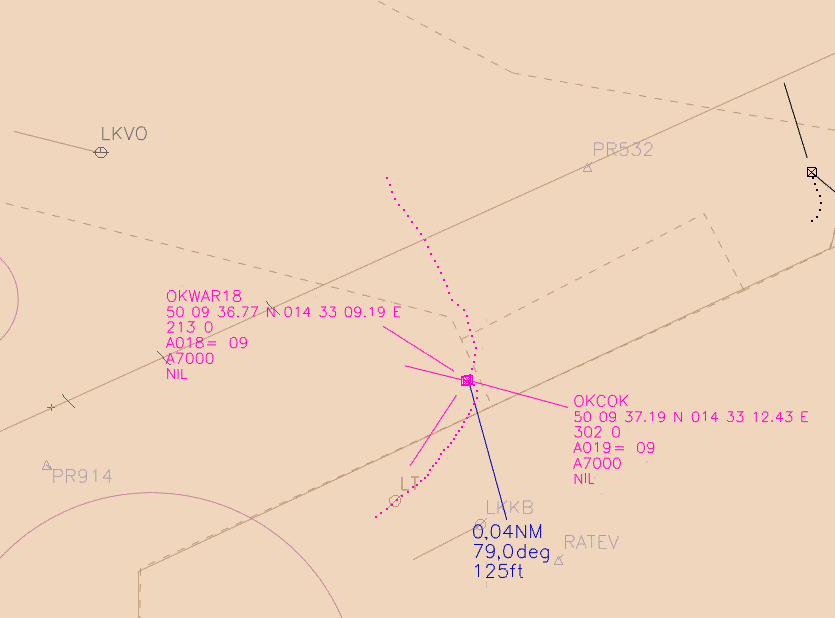 LKVO
PR532
OKWAR18
50 09 36.77 N 014 33 09.19 E
213 0
A018= 09
A7000
NIL
OKCOK
50 09 37.19 N 014 33 12.43 E
302 0
A019= 09
A7000
NIL
PR914
LT
LKKB
0,04NM
79,0deg
125ft
RATEV